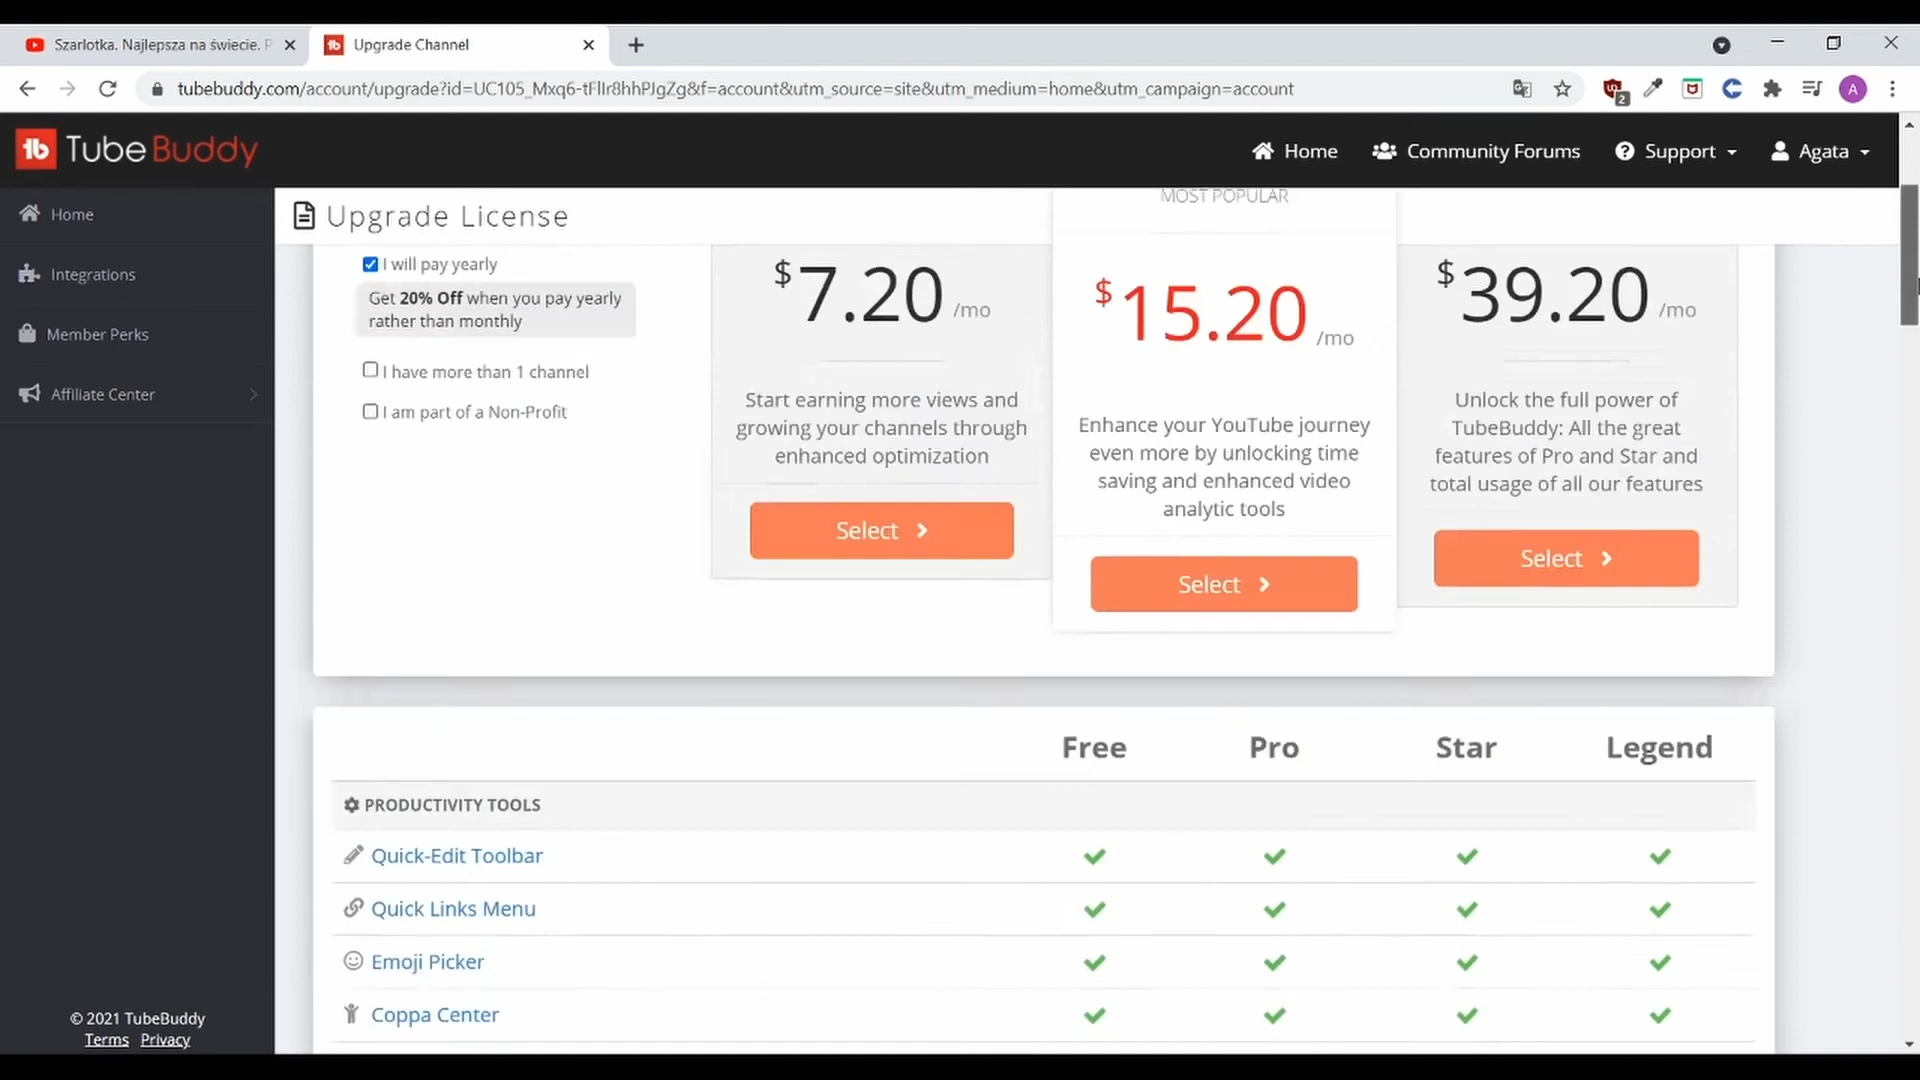 Szarlotka. Najlepsza na świecie. P
Upgrade Channel
tubebuddy.com/account/upgrade?id=UC105_Mxq6-tFlIr8hhPJgZg&f=account&utm_source=site&utm_medium=home&utm_campaign=account
2
A
TubeBuddy
Home
Community Forums
Support
Agata
Home
Integrations
Member Perks
Affiliate Center
© 2021 TubeBuddy
Terms Privacy
Upgrade License
I will pay yearly
Get 20% Off when you pay yearly
rather than monthly
I have more than 1 channel
I am part of a Non-Profit
$7.20 /mo
Start earning more views and
growing your channels through
enhanced optimization
Select
MOST POPULAR
$15.20 /mo
Enhance your YouTube journey
even more by unlocking time
saving and enhanced video
analytic tools
Select
$39.20 /mo
Unlock the full power of
TubeBuddy: All the great
features of Pro and Star and
total usage of all our features
Select
Free Pro Star Legend
PRODUCTIVITY TOOLS
Quick-Edit Toolbar
Quick Links Menu
Emoji Picker
Coppa Center